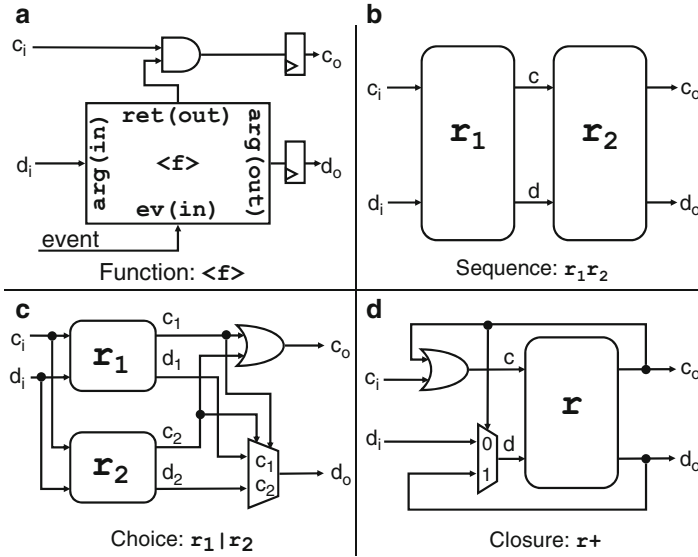 a
c_i
c_o
ret(out)
arg(in)
<f>
arg(out)
d_i
d_o
ev(in)
event
Function: <f>
b
c_i
c
c_o
r_1
r_2
d_i
d
d_o
Sequence: r_1r_2
c
c_i
c_1
r_1
d_1
c_o
d_i
c_2
r_2
d_2
c_1
c_2
d_o
Choice: r_1|r_2
d
c_i
c
r
c_o
d_i
0
d
1
d_o
Closure: r+